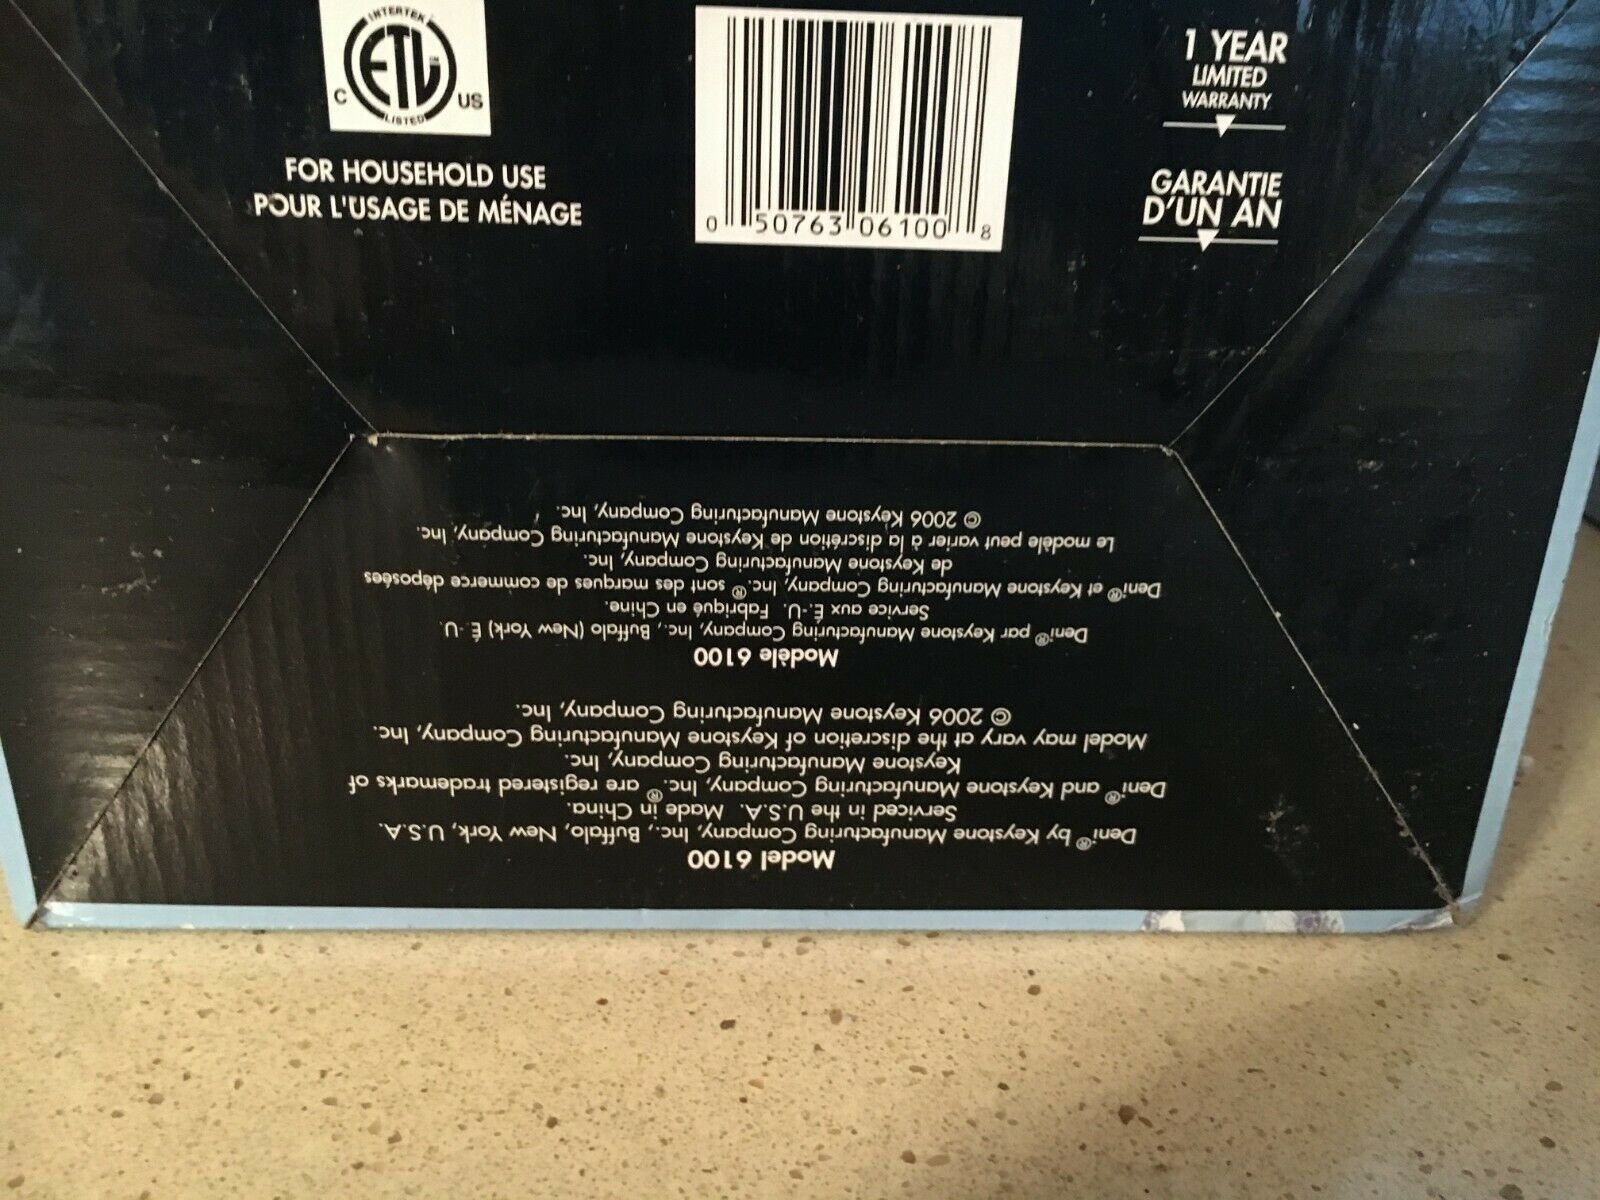 INTERTEK
ETL
C US
LISTED
FOR HOUSEHOLD USE
POUR L'USAGE DE MÉNAGE
0 50763 06100 8
1 YEAR
LIMITED
WARRANTY
GARANTIE
D'UN AN
Model 6100
Deni® by Keystone Manufacturing Company, Inc., Buffalo, New York, U.S.A.
Serviced in the U.S.A. Made in China.
Deni® and Keystone Manufacturing Company, Inc.® are registered trademarks of
Keystone Manufacturing Company, Inc.
Model may vary at the discretion of Keystone Manufacturing Company, Inc.
© 2006 Keystone Manufacturing Company, Inc.
Modèle 6100
Deni® par Keystone Manufacturing Company, Inc., Buffalo (New York) É.-U.
Service aux É.-U. Fabriqué en Chine.
Deni® et Keystone Manufacturing Company, Inc.® sont des marques de commerce déposées
de Keystone Manufacturing Company, Inc.
Le modèle peut varier à la discrétion de Keystone Manufacturing Company, Inc.
© 2006 Keystone Manufacturing Company, Inc.